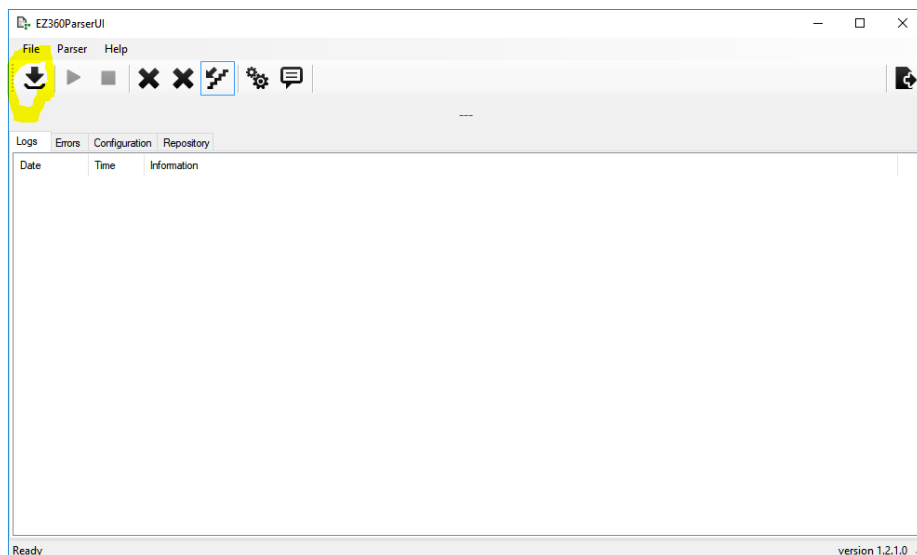 EZ360ParserUI
File Parser Help
---
Logs Errors Configuration Repository
Date Time Information
Ready version 1.2.1.0